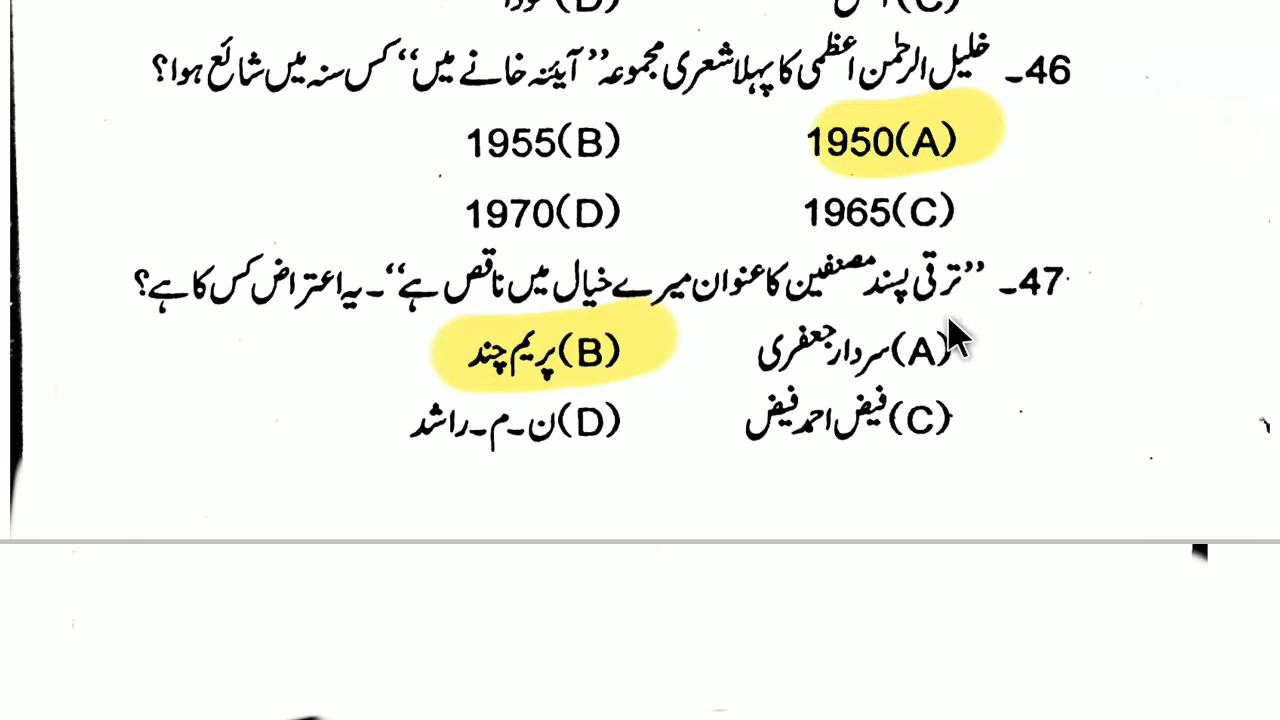 46۔ خلیل الرحمٰن اعظمی کا پہلا شعری مجموعہ ”آیئنہ خانے میں“ کس سنہ میں شائع ہوا؟
1950(A) 1955(B)
1965(C) 1970(D)
47۔ ”ترقی پسند مصنفین کا عنوان میرے خیال میں ناقص ہے“۔ یہ اعتراض کس کا ہے؟
(A) سردار جعفری (B) پریم چند
(C) فیض احمد فیض (D) ن۔م۔راشد